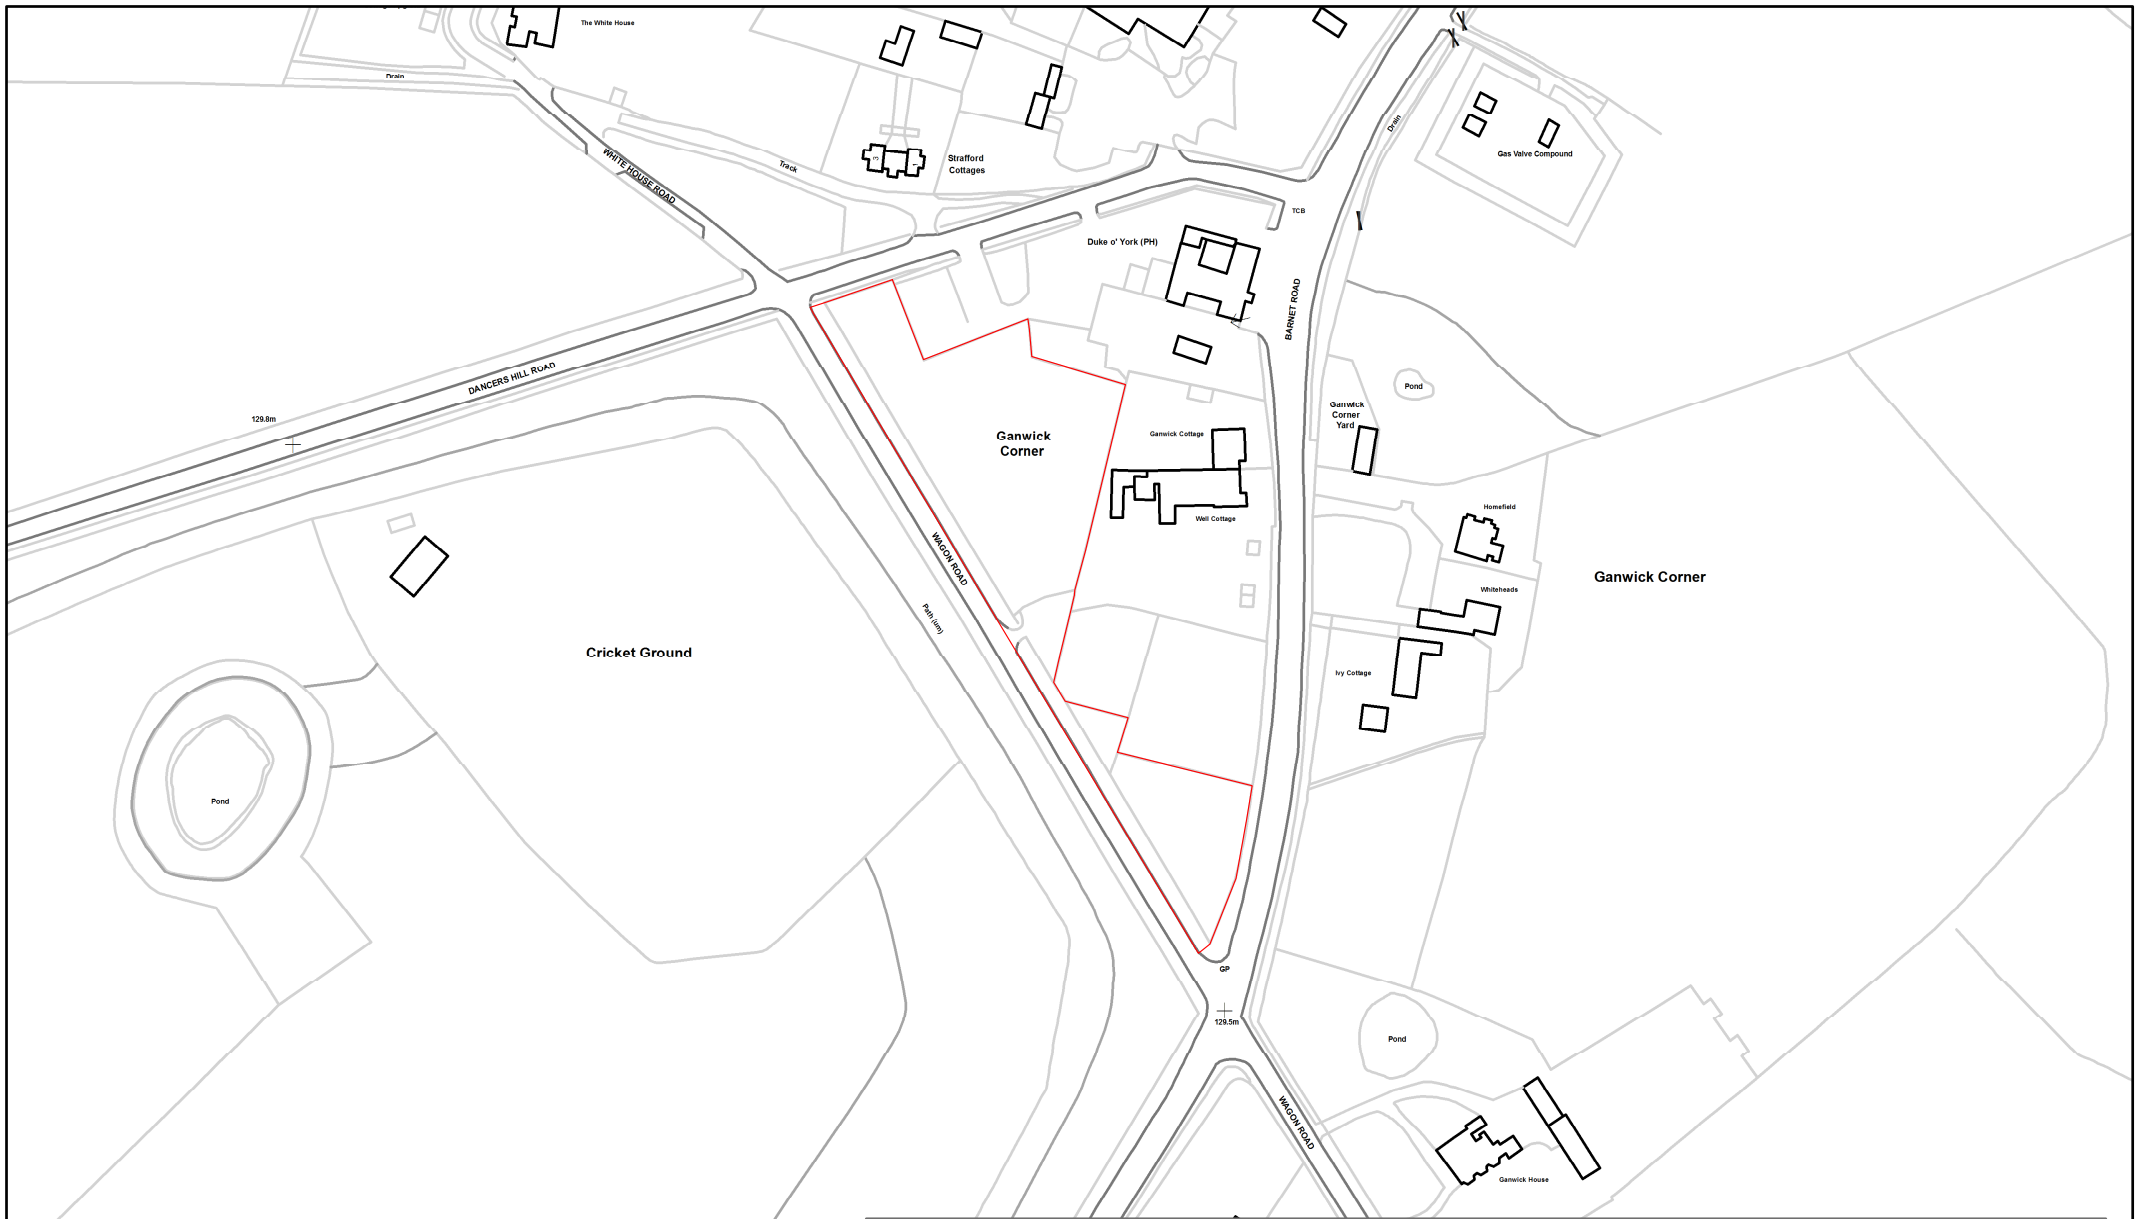 The White House
Drain
WHITE HOUSE ROAD
Track
3
1
Strafford
Cottages
Drain
Gas Valve Compound
TCB
Duke o' York (PH)
BARNET ROAD
DANCERS HILL ROAD
129.8m
Pond
Ganwick
Corner
Yard
Ganwick
Corner
Ganwick Cottage
Well Cottage
Homefield
Ganwick Corner
Whiteheads
WAGON ROAD
Path (um)
Cricket Ground
Ivy Cottage
Pond
GP
129.5m
Pond
WAGON ROAD
Ganwick House